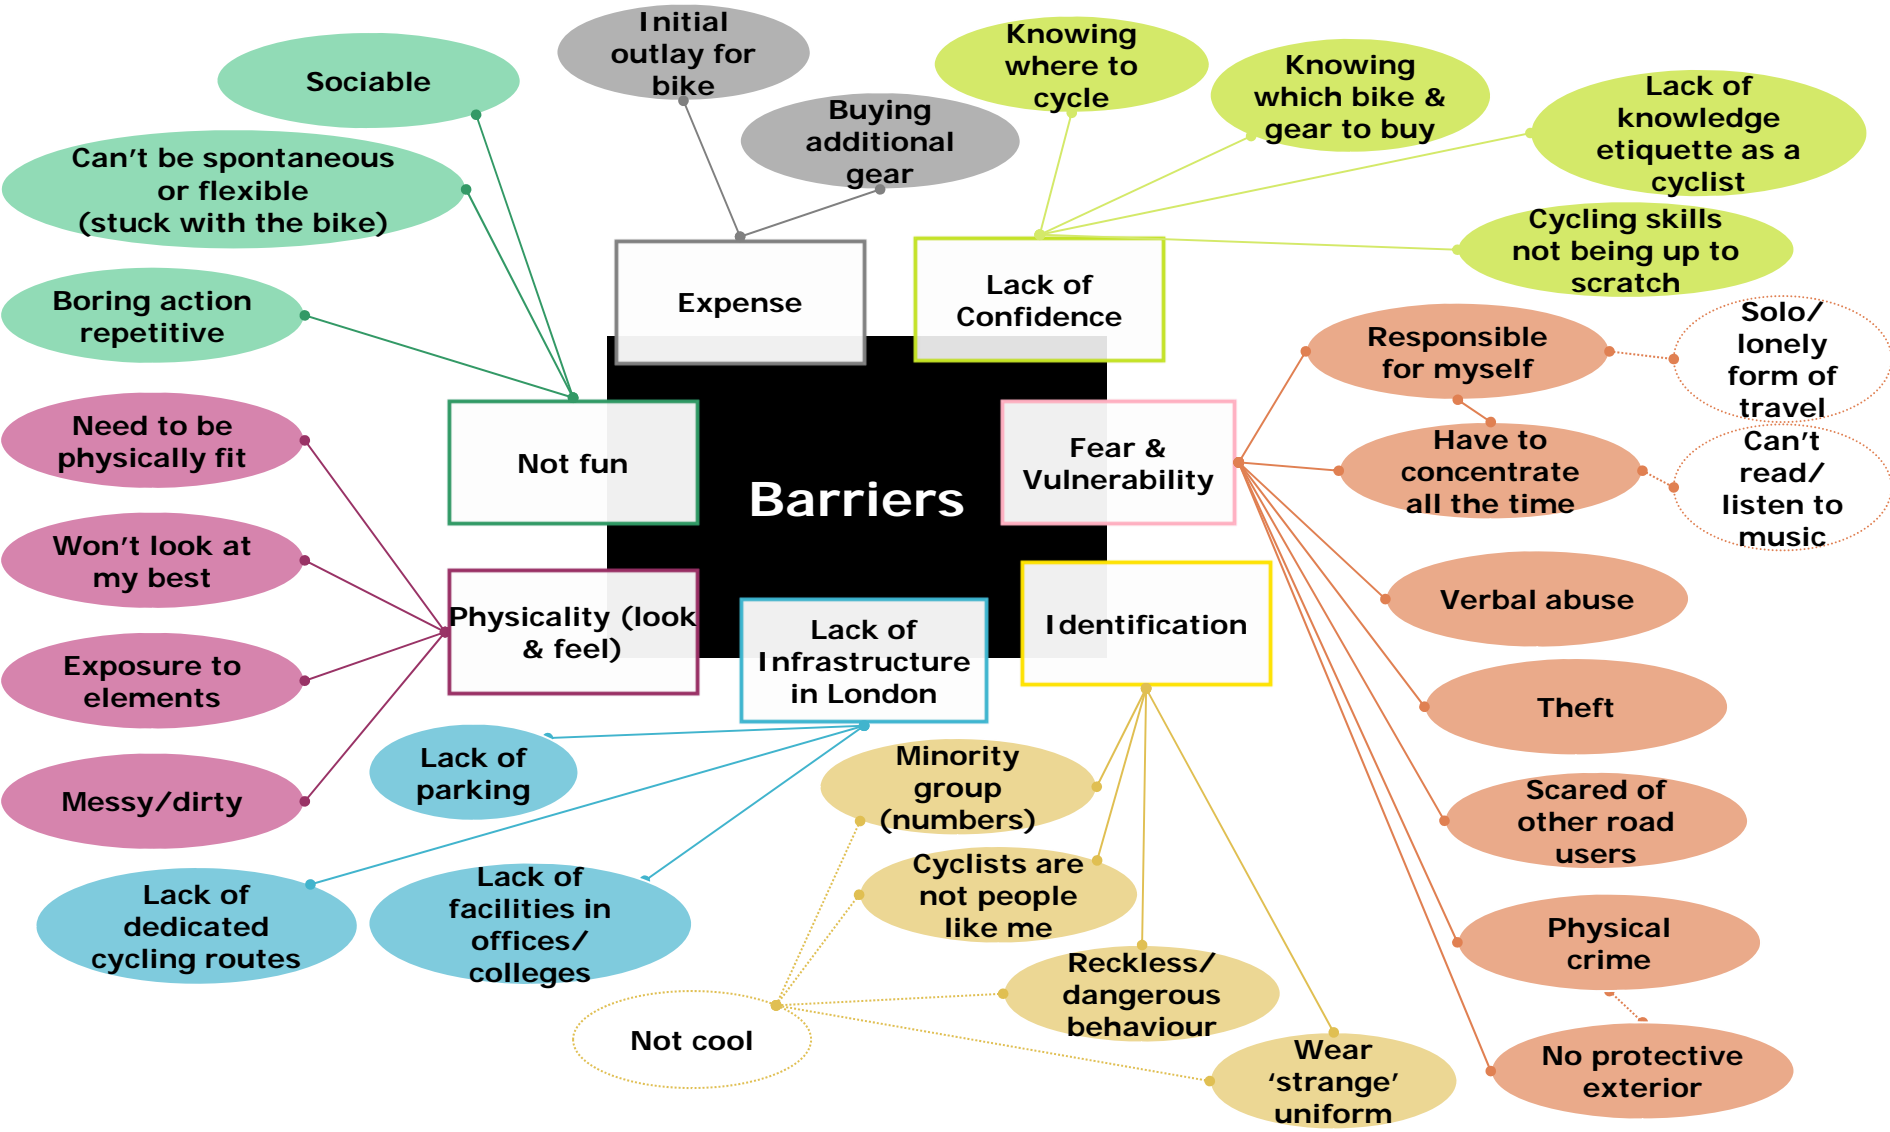 Initial
outlay for
bike
Buying
additional
gear
Knowing
where to
cycle
Knowing
which bike &
gear to buy
Lack of
knowledge
etiquette as a
cyclist
Cycling skills
not being up to
scratch
Sociable
Can't be spontaneous
or flexible
(stuck with the bike)
Boring action
repetitive
Expense
Lack of
Confidence
Not fun
Barriers
Fear &
Vulnerability
Responsible
for myself
Solo/
lonely
form of
travel
Have to
concentrate
all the time
Can't
read/
listen to
music
Need to be
physically fit
Won't look at
my best
Exposure to
elements
Messy/dirty
Physicality (look
& feel)
Lack of
Infrastructure
in London
Identification
Verbal abuse
Theft
Scared of
other road
users
Physical
crime
No protective
exterior
Lack of
parking
Lack of
dedicated
cycling routes
Lack of
facilities in
offices/
colleges
Minority
group
(numbers)
Cyclists are
not people
like me
Reckless/
dangerous
behaviour
Wear
‘strange’
uniform
Not cool